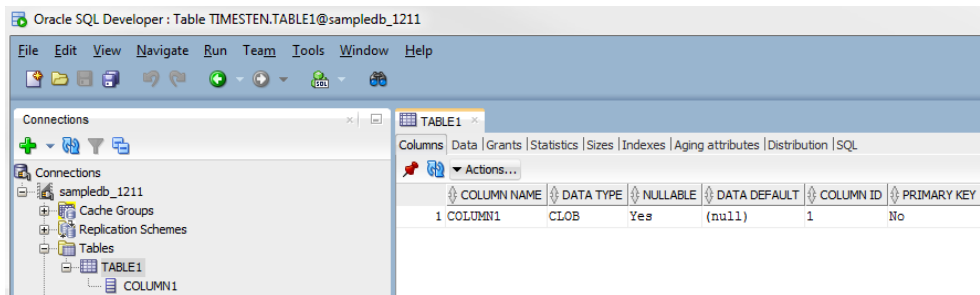 Oracle SQL Developer : Table TIMESTEN.TABLE1@sampledb_1211
File Edit View Navigate Run Team Tools Window Help
SQL
Connections
TABLE1
Columns Data Grants Statistics Sizes Indexes Aging attributes Distribution SQL
Actions...
Connections
sampledb_1211
Cache Groups
Replication Schemes
Tables
TABLE1
COLUMN1
COLUMN NAME DATA TYPE NULLABLE DATA DEFAULT COLUMN ID PRIMARY KEY
1 COLUMN1 CLOB Yes (null) 1 No